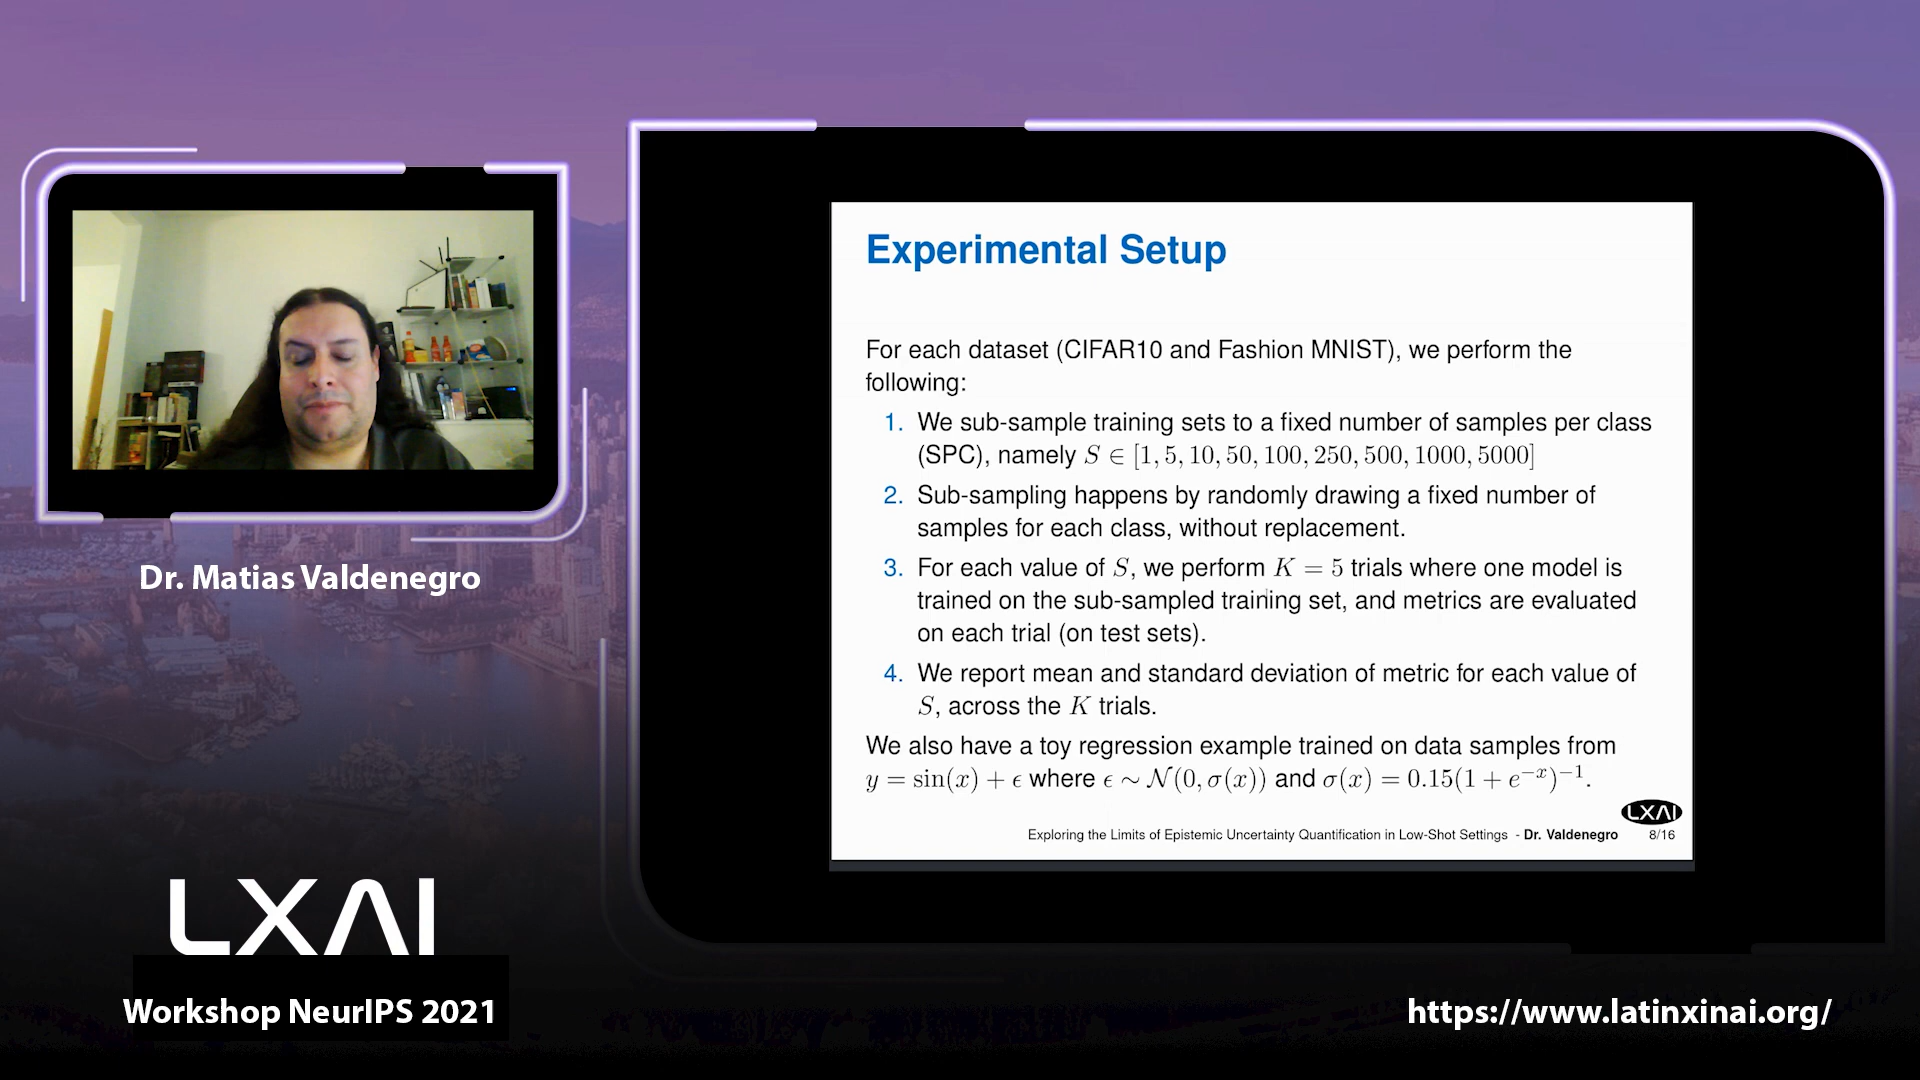 Dr. Matias Valdenegro
LXAI
Workshop NeurIPS 2021
Experimental Setup
For each dataset (CIFAR10 and Fashion MNIST), we perform the
following:
1. We sub-sample training sets to a fixed number of samples per class
(SPC), namely S ∈ [1, 5, 10, 50, 100, 250, 500, 1000, 5000]
2. Sub-sampling happens by randomly drawing a fixed number of
samples for each class, without replacement.
3. For each value of S, we perform K = 5 trials where one model is
trained on the sub-sampled training set, and metrics are evaluated
on each trial (on test sets).
4. We report mean and standard deviation of metric for each value of
S, across the K trials.
We also have a toy regression example trained on data samples from
y = sin(x) + ϵ where ϵ ∼ 𝒩(0, σ(x)) and σ(x) = 0.15(1 + e⁻ˣ)⁻¹.
LXAI
Exploring the Limits of Epistemic Uncertainty Quantification in Low-Shot Settings - Dr. Valdenegro 8/16
https://www.latinxinai.org/